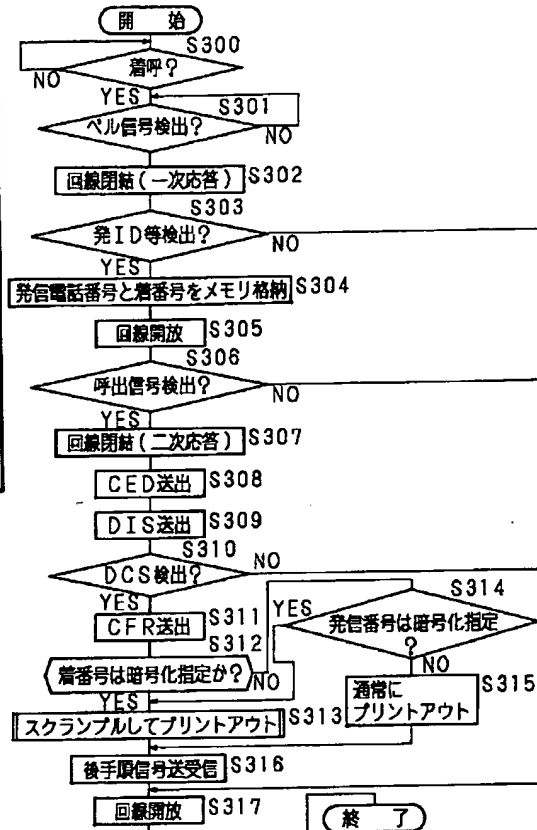 開　始
S300
着呼?
NO
YES
S301
ベル信号検出?
NO
回線閉結(一次応答)
S302
S303
発ID等検出?
NO
YES
発信電話番号と着番号をメモリ格納
S304
回線開放
S305
S306
呼出信号検出?
NO
YES
回線閉結(二次応答)
S307
CED送出
S308
DIS送出
S309
S310
DCS検出?
NO
YES
CFR送出
S311
S312
着番号は暗号化指定か?
NO
YES
S314
発信番号は暗号化指定
?
YES
NO
通常に
プリントアウト
S315
スクランブルしてプリントアウト
S313
後手順信号送受信
S316
回線開放
S317
終　了